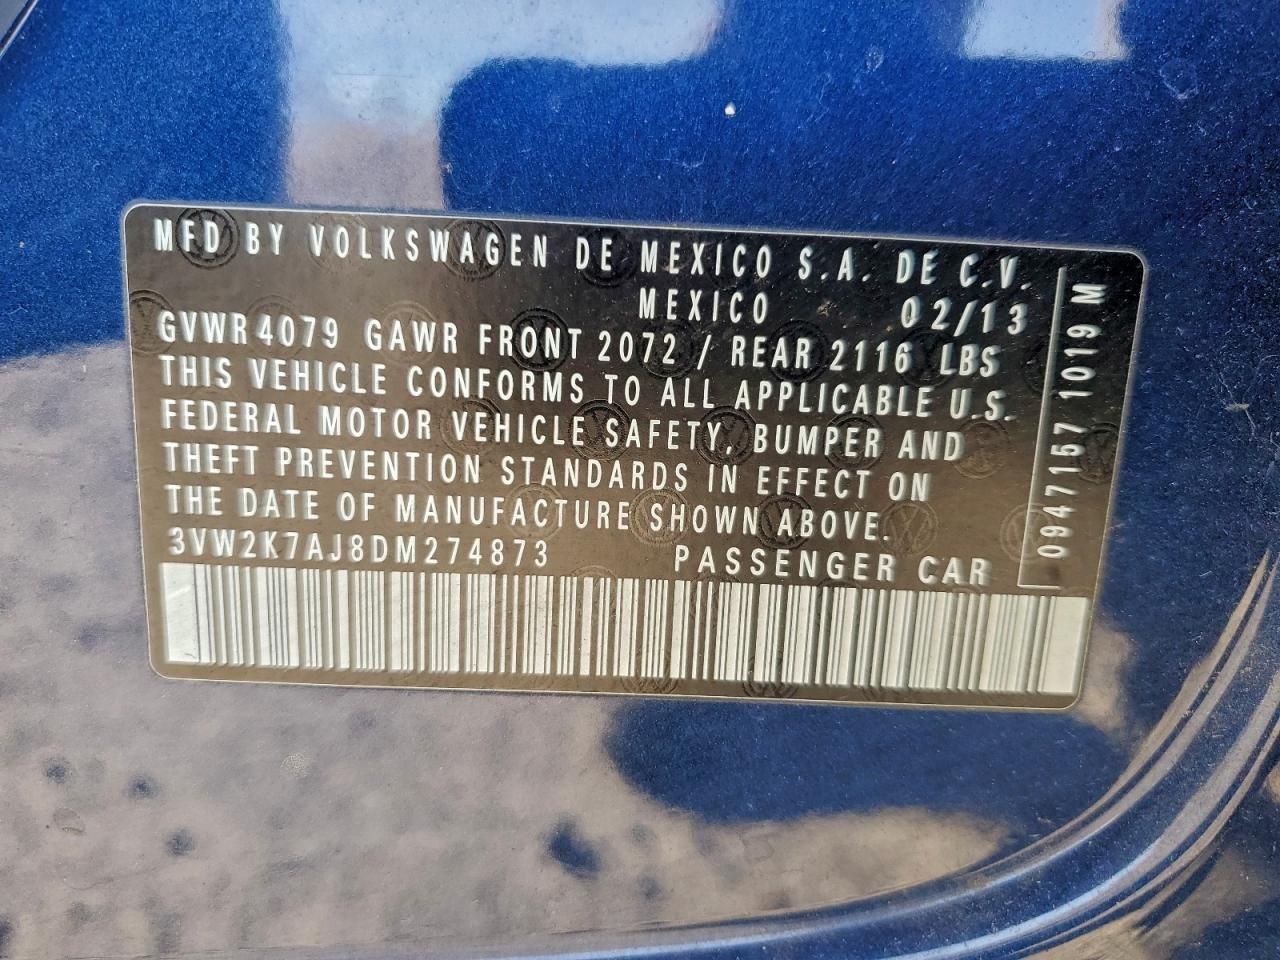 MFD BY VOLKSWAGEN DE MEXICO S.A. DE C.V.
MEXICO 02/13
GVWR 4079 GAWR FRONT 2072 / REAR 2116 LBS
THIS VEHICLE CONFORMS TO ALL APPLICABLE U.S.
FEDERAL MOTOR VEHICLE SAFETY, BUMPER AND
THEFT PREVENTION STANDARDS IN EFFECT ON
THE DATE OF MANUFACTURE SHOWN ABOVE.
3VW2K7AJ8DM274873 PASSENGER CAR
0947157 1019 M